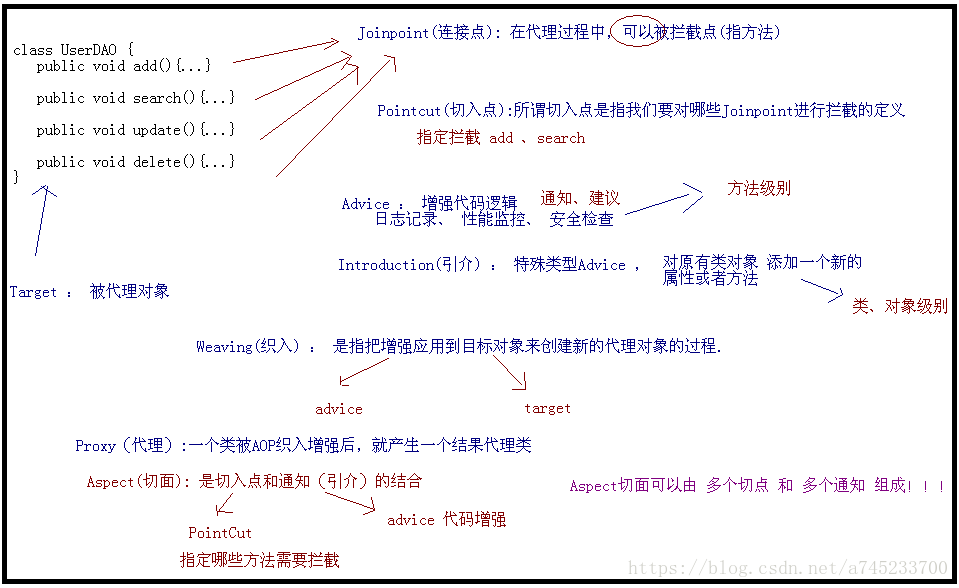 class UserDAO {
public void add(){...}
public void search(){...}
public void update(){...}
public void delete(){...}
}
Target ： 被代理对象
Joinpoint(连接点): 在代理过程中, 可以被拦截点(指方法)
Pointcut(切入点):所谓切入点是指我们要对哪些Joinpoint进行拦截的定义
指定拦截 add 、search
Advice ： 增强代码逻辑 通知、建议
日志记录、 性能监控、 安全检查
方法级别
Introduction(引介) ： 特殊类型Advice ， 对原有类对象 添加一个新的
属性或者方法
类、对象级别
Weaving(织入) ： 是指把增强应用到目标对象来创建新的代理对象的过程.
advice
target
Proxy（代理）:一个类被AOP织入增强后，就产生一个结果代理类
Aspect(切面): 是切入点和通知（引介）的结合
Aspect切面可以由 多个切点 和 多个通知 组成！！！
PointCut
指定哪些方法需要拦截
advice 代码增强
https://blog.csdn.net/a745233700